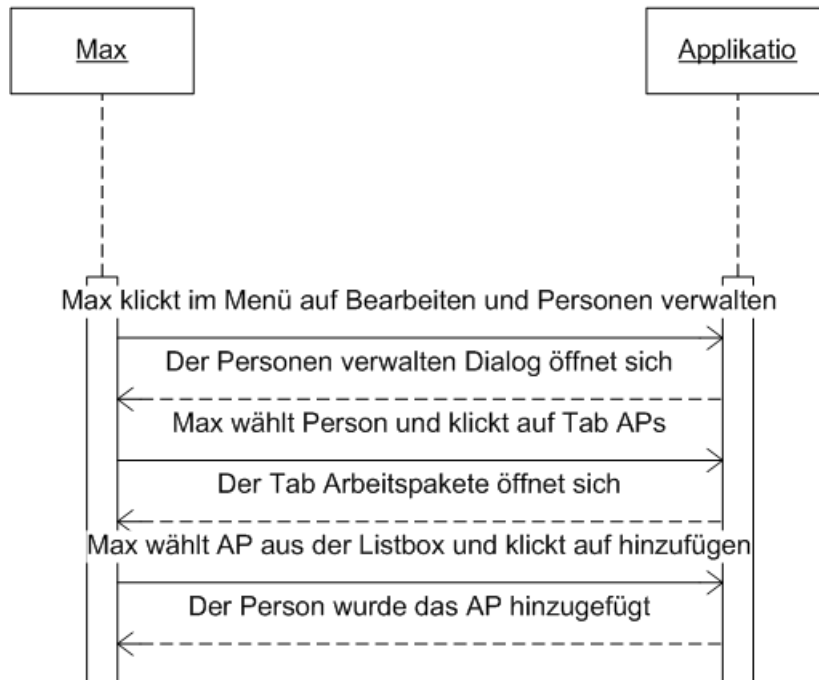 Max
Applikatio
Max klickt im Menü auf Bearbeiten und Personen verwalten
Der Personen verwalten Dialog öffnet sich
Max wählt Person und klickt auf Tab APs
Der Tab Arbeitspakete öffnet sich
Max wählt AP aus der Listbox und klickt auf hinzufügen
Der Person wurde das AP hinzugefügt